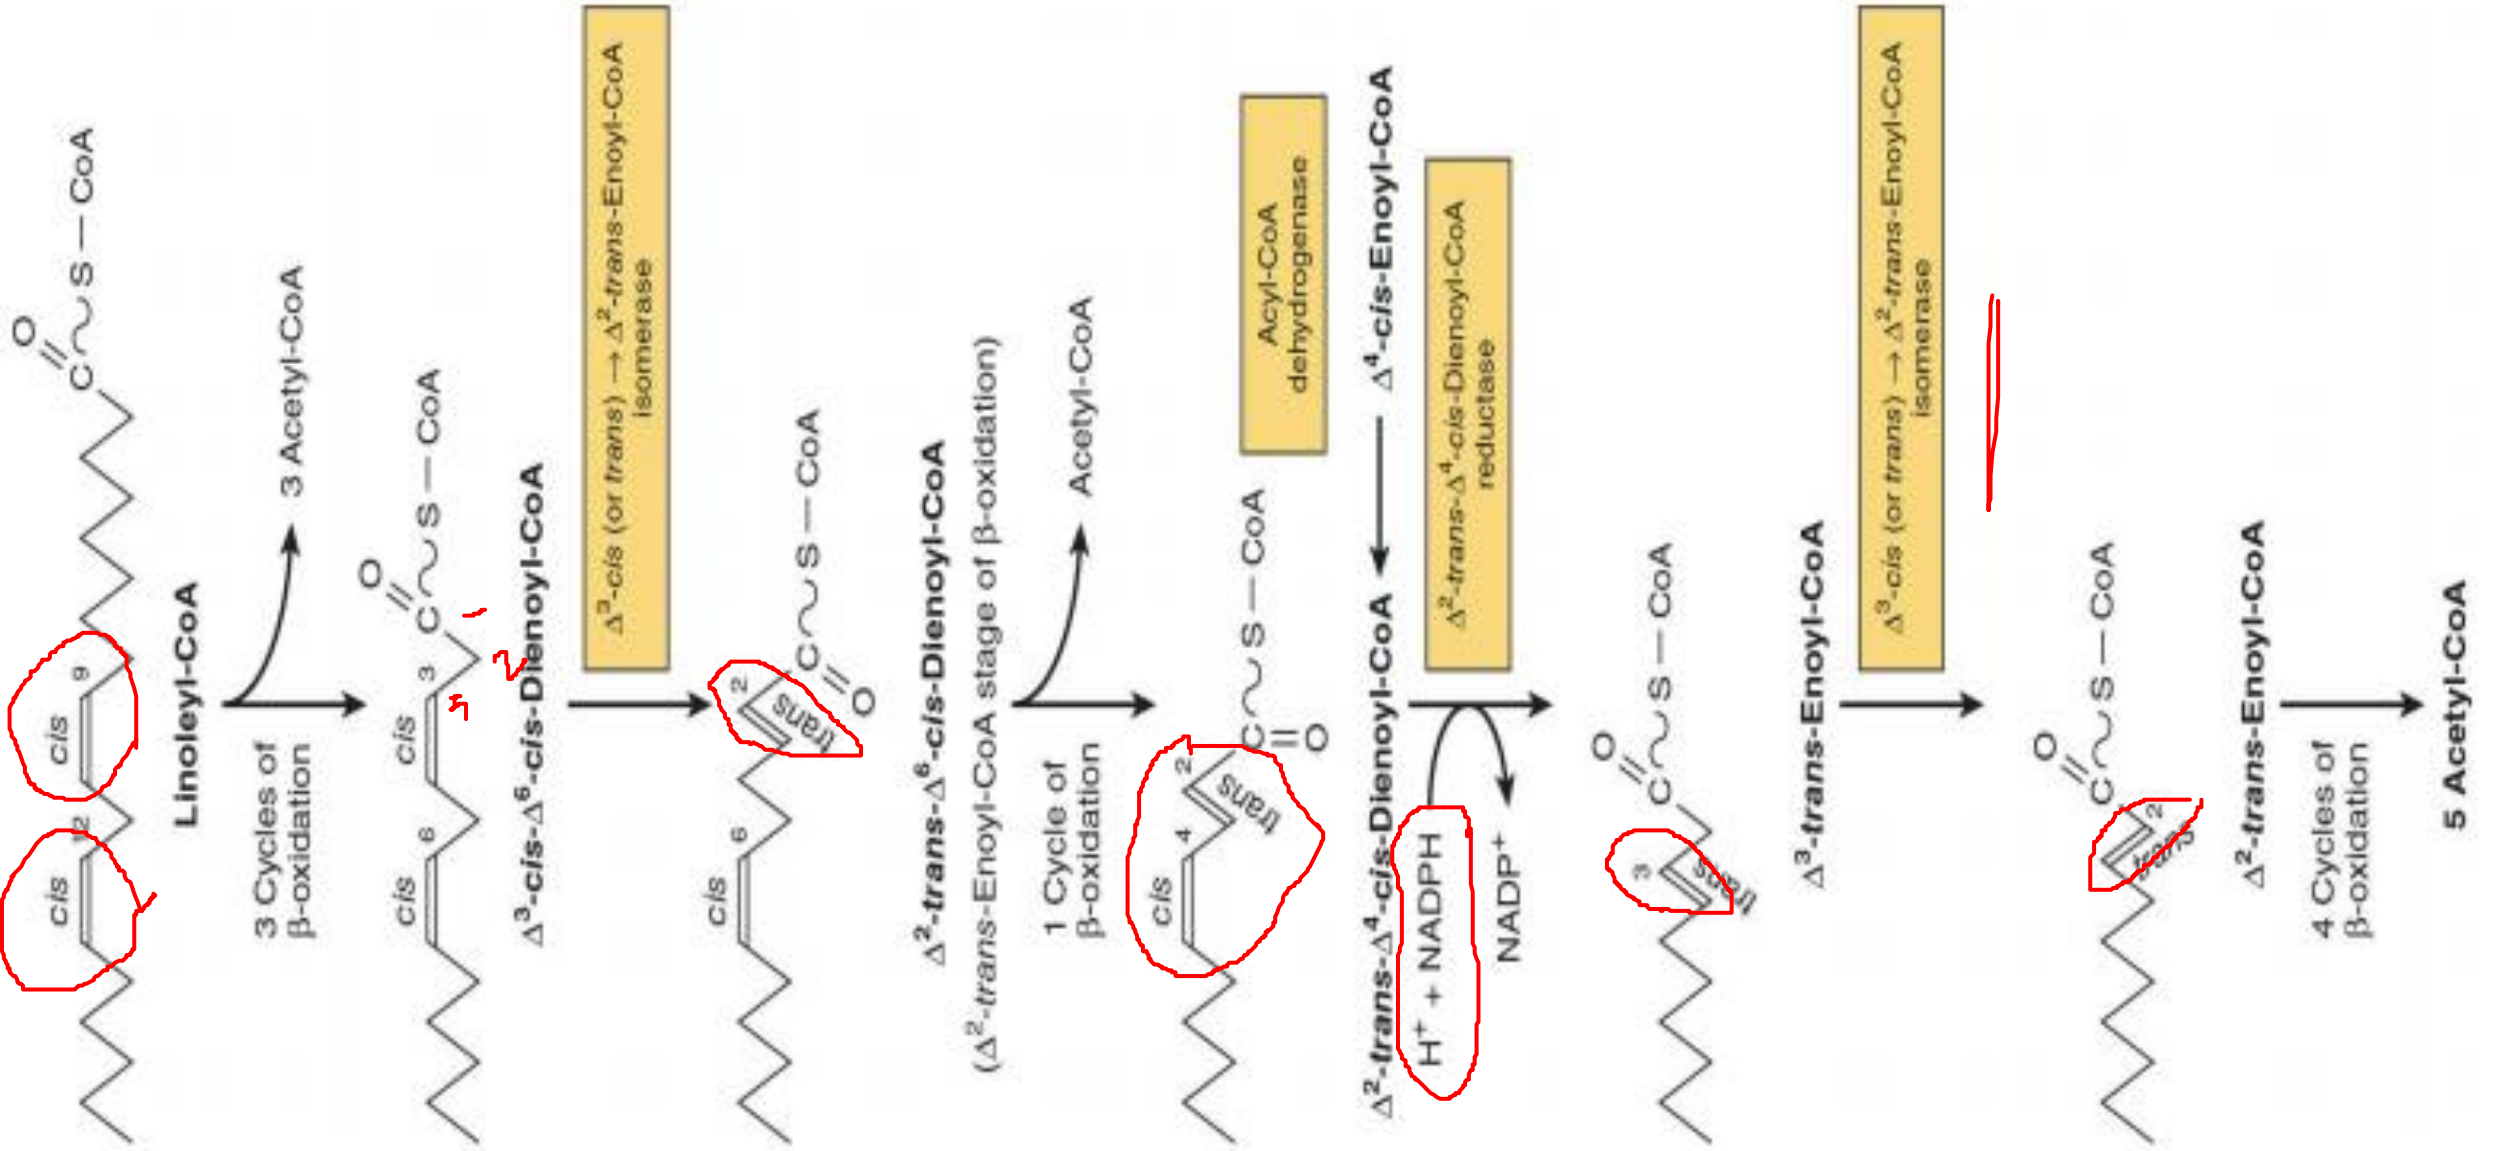 O
C
S — CoA
cis
9
cis
12
Linoleyl-CoA
3 Cycles of
β-oxidation
3 Acetyl-CoA
O
C
S — CoA
3
cis
6
cis
1
2
3
Δ³-cis-Δ⁶-cis-Dienoyl-CoA
Δ³-cis (or trans) → Δ²-trans-Enoyl-CoA
isomerase
S — CoA
C
O
2
trans
6
cis
Δ²-trans-Δ⁶-cis-Dienoyl-CoA
(Δ²-trans-Enoyl-CoA stage of β-oxidation)
1 Cycle of
β-oxidation
Acetyl-CoA
S — CoA
C
O
2
trans
4
cis
Acyl-CoA
dehydrogenase
Δ²-trans-Δ⁴-cis-Dienoyl-CoA ← Δ⁴-cis-Enoyl-CoA
H⁺ + NADPH
NADP⁺
Δ²-trans-Δ⁴-cis-Dienoyl-CoA
reductase
O
C
S — CoA
3
trans
Δ³-trans-Enoyl-CoA
Δ³-cis (or trans) → Δ²-trans-Enoyl-CoA
isomerase
O
C
S — CoA
2
trans
Δ²-trans-Enoyl-CoA
4 Cycles of
β-oxidation
5 Acetyl-CoA